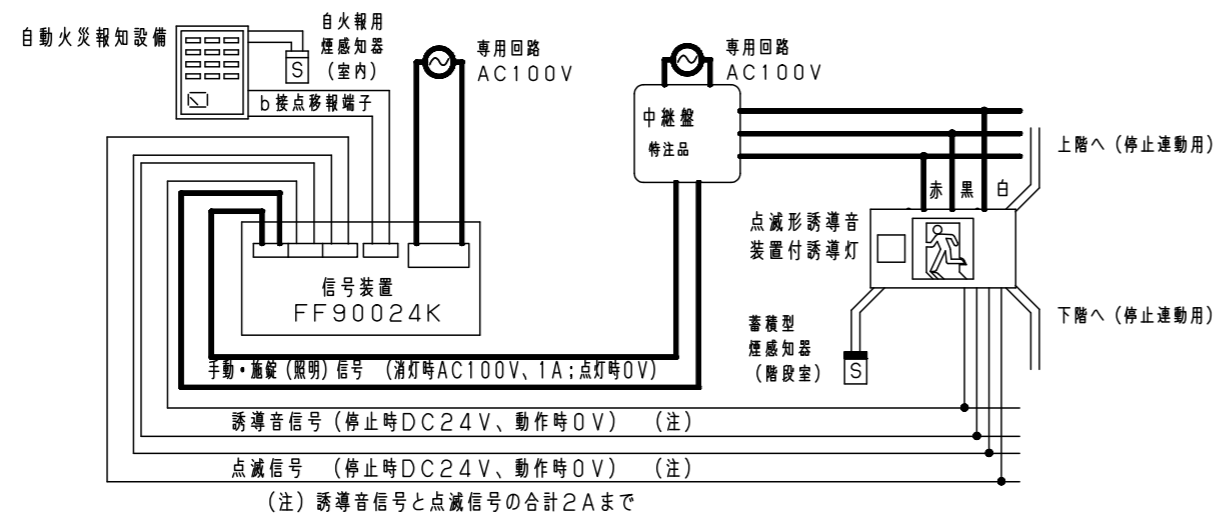 自動火災報知設備
自火報用
煙感知器
(室内)
S
b接点移報端子
専用回路
AC100V
専用回路
AC100V
中継盤
特注品
上階へ(停止連動用)
赤 黒 白
点滅形誘導音
装置付誘導灯
信号装置
FF90024K
下階へ(停止連動用)
蓄積型
煙感知器
(階段室)
S
手動・施錠(照明)信号 (消灯時AC100V、1A;点灯時0V)
誘導音信号(停止時DC24V、動作時0V) (注)
点滅信号 (停止時DC24V、動作時0V) (注)
(注)誘導音信号と点滅信号の合計2Aまで